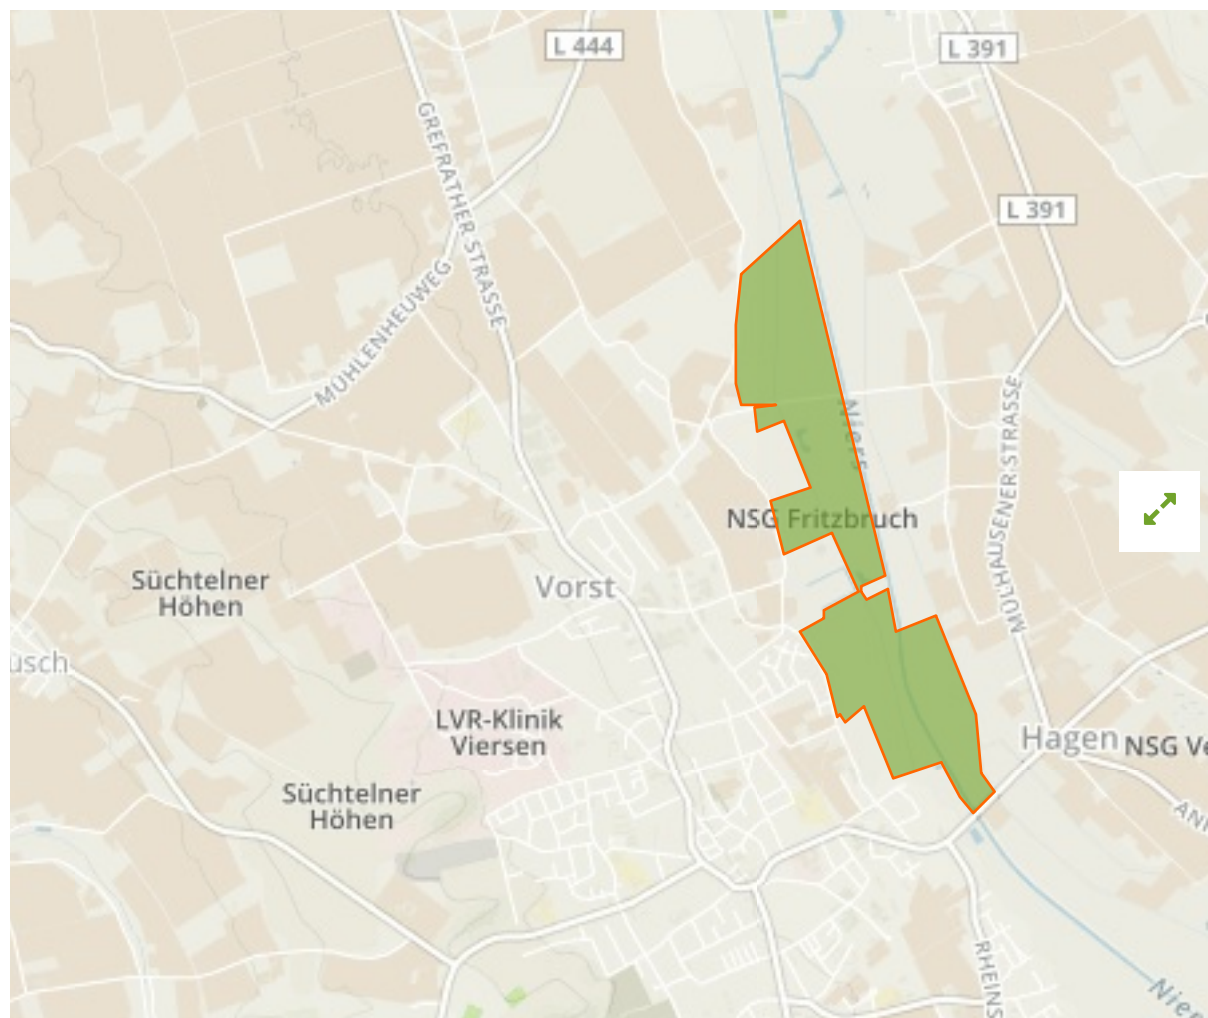 L 444
L 391
GREFRATHER STRASSE
L 391
MÜHLENHEUWEG
Niers
MÜLHAUSENER STRASSE
NSG Fritzbruch
Süchtelner
Höhen
Vorst
usch
LVR-Klinik
Viersen
Hagen
NSG Ve
Süchtelner
Höhen
ANN
RHEINS
Nier